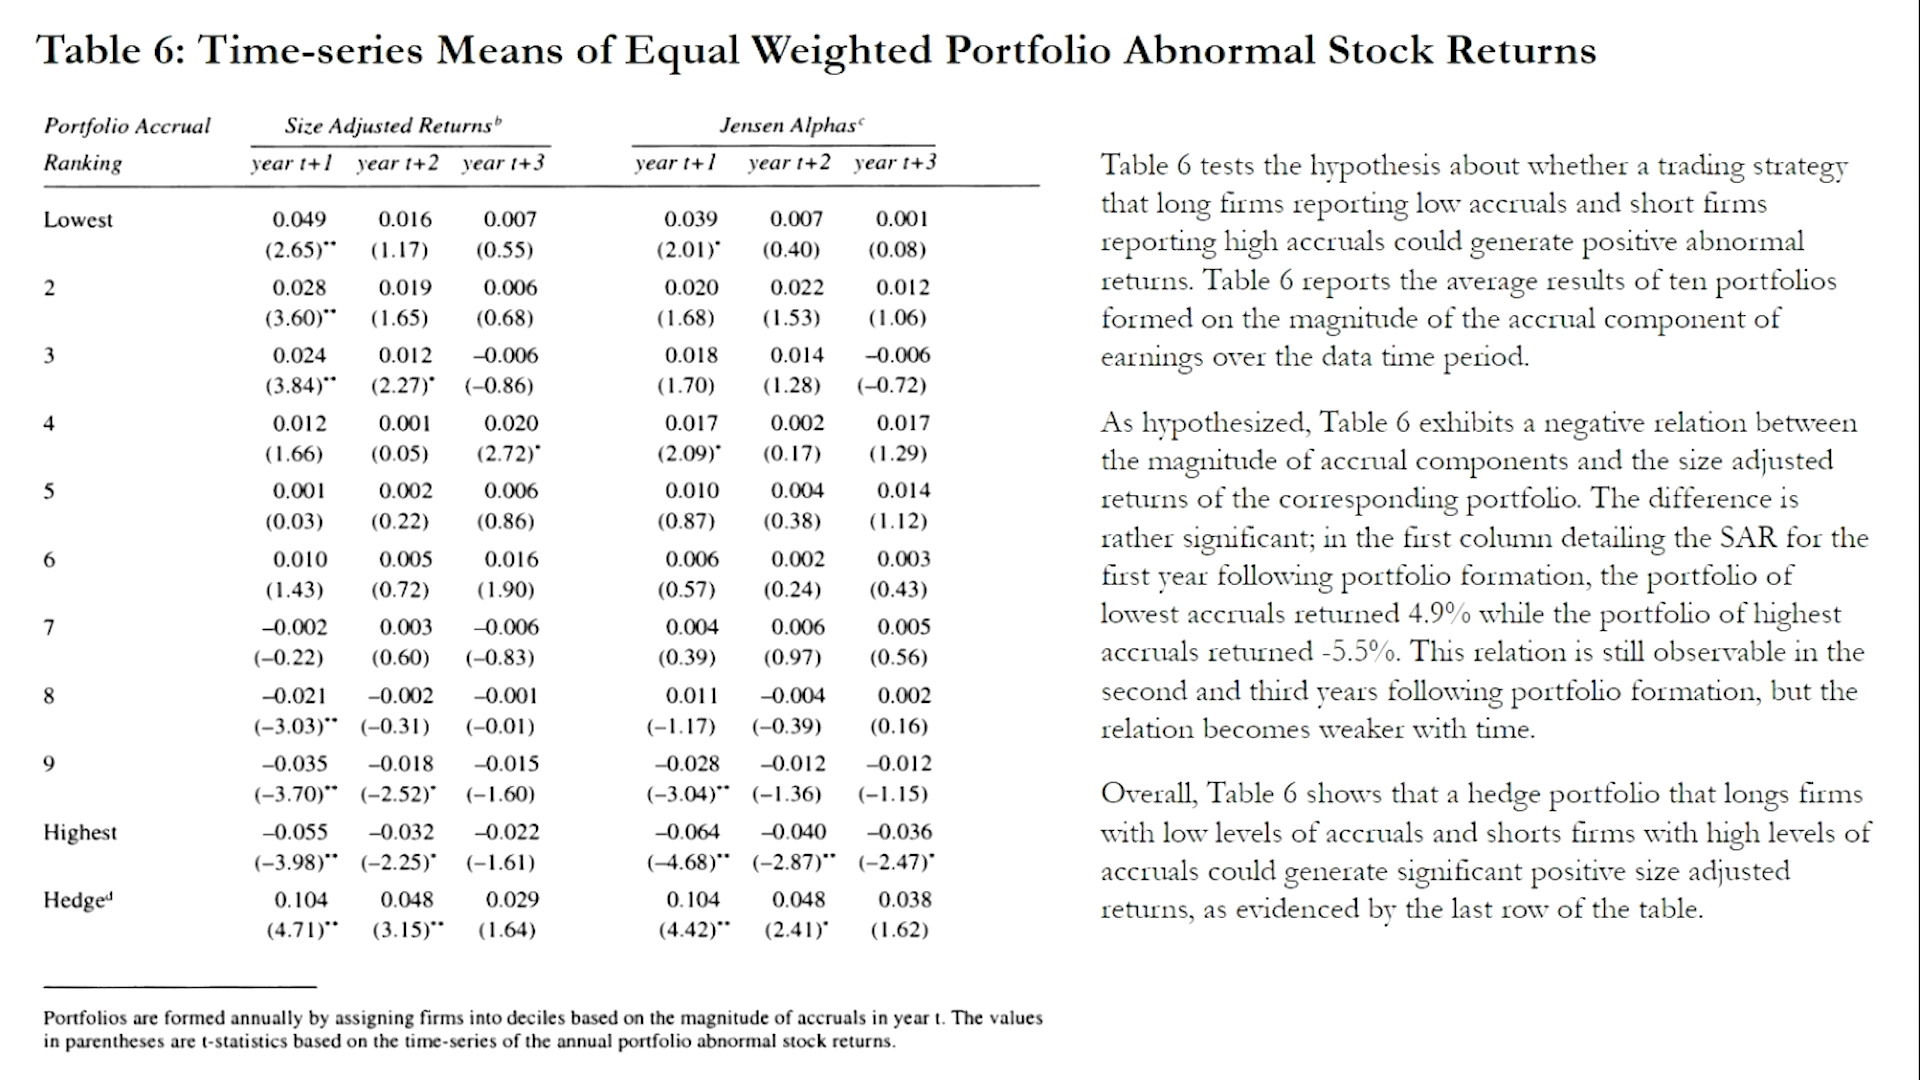 Table 6: Time-series Means of Equal Weighted Portfolio Abnormal Stock Returns
Portfolio Accrual Size Adjusted Returnsᵇ Jensen Alphasᶜ
Ranking year t+1 year t+2 year t+3 year t+1 year t+2 year t+3
Lowest 0.049 0.016 0.007 0.039 0.007 0.001
(2.65)** (1.17) (0.55) (2.01)* (0.40) (0.08)
2 0.028 0.019 0.006 0.020 0.022 0.012
(3.60)** (1.65) (0.68) (1.68) (1.53) (1.06)
3 0.024 0.012 –0.006 0.018 0.014 –0.006
(3.84)** (2.27)* (–0.86) (1.70) (1.28) (–0.72)
4 0.012 0.001 0.020 0.017 0.002 0.017
(1.66) (0.05) (2.72)* (2.09)* (0.17) (1.29)
5 0.001 0.002 0.006 0.010 0.004 0.014
(0.03) (0.22) (0.86) (0.87) (0.38) (1.12)
6 0.010 0.005 0.016 0.006 0.002 0.003
(1.43) (0.72) (1.90) (0.57) (0.24) (0.43)
7 –0.002 0.003 –0.006 0.004 0.006 0.005
(–0.22) (0.60) (–0.83) (0.39) (0.97) (0.56)
8 –0.021 –0.002 –0.001 0.011 –0.004 0.002
(–3.03)** (–0.31) (–0.01) (–1.17) (–0.39) (0.16)
9 –0.035 –0.018 –0.015 –0.028 –0.012 –0.012
(–3.70)** (–2.52)* (–1.60) (–3.04)** (–1.36) (–1.15)
Highest –0.055 –0.032 –0.022 –0.064 –0.040 –0.036
(–3.98)** (–2.25)* (–1.61) (–4.68)** (–2.87)** (–2.47)*
Hedgeᵈ 0.104 0.048 0.029 0.104 0.048 0.038
(4.71)** (3.15)** (1.64) (4.42)** (2.41)* (1.62)
Portfolios are formed annually by assigning firms into deciles based on the magnitude of accruals in year t. The values
in parentheses are t-statistics based on the time-series of the annual portfolio abnormal stock returns.
Table 6 tests the hypothesis about whether a trading strategy
that long firms reporting low accruals and short firms
reporting high accruals could generate positive abnormal
returns. Table 6 reports the average results of ten portfolios
formed on the magnitude of the accrual component of
earnings over the data time period.
As hypothesized, Table 6 exhibits a negative relation between
the magnitude of accrual components and the size adjusted
returns of the corresponding portfolio. The difference is
rather significant; in the first column detailing the SAR for the
first year following portfolio formation, the portfolio of
lowest accruals returned 4.9% while the portfolio of highest
accruals returned -5.5%. This relation is still observable in the
second and third years following portfolio formation, but the
relation becomes weaker with time.
Overall, Table 6 shows that a hedge portfolio that longs firms
with low levels of accruals and shorts firms with high levels of
accruals could generate significant positive size adjusted
returns, as evidenced by the last row of the table.